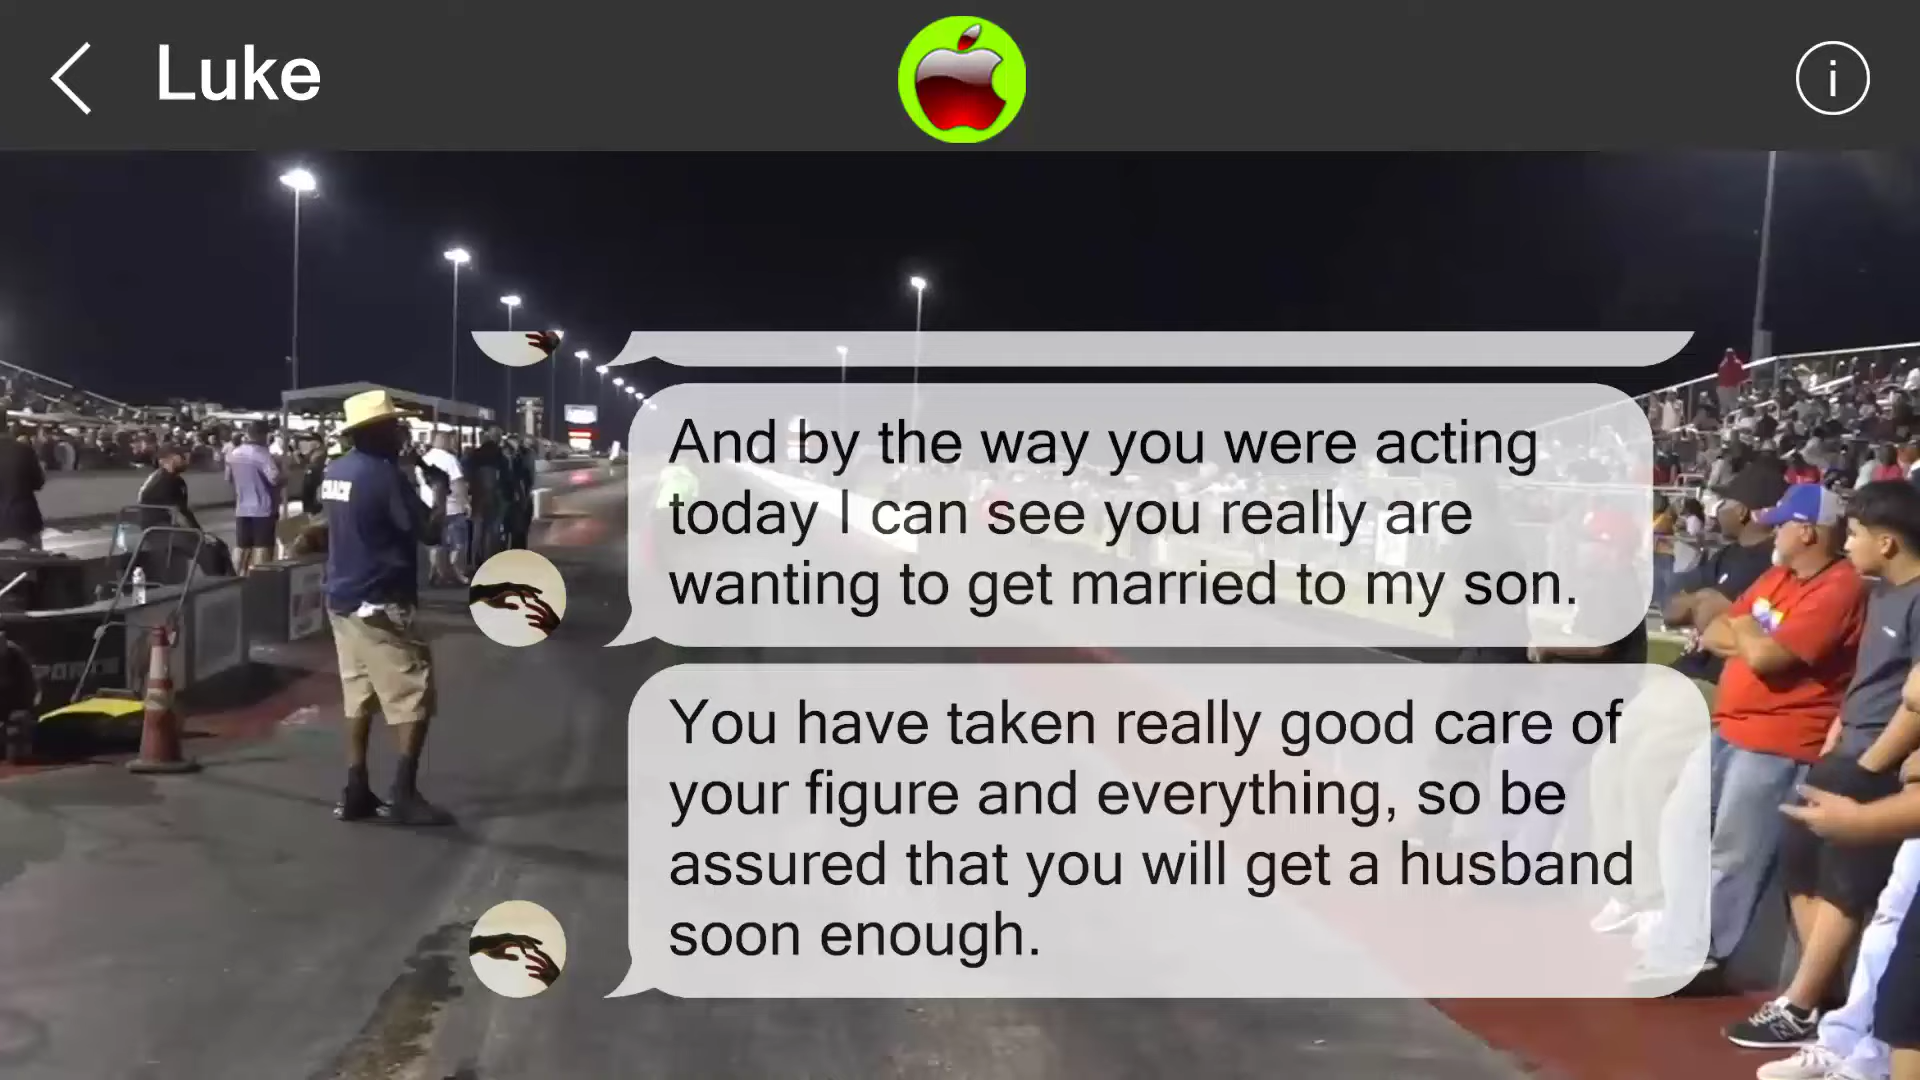 Luke
i
And by the way you were acting
today I can see you really are
wanting to get married to my son.
You have taken really good care of
your figure and everything, so be
assured that you will get a husband
soon enough.